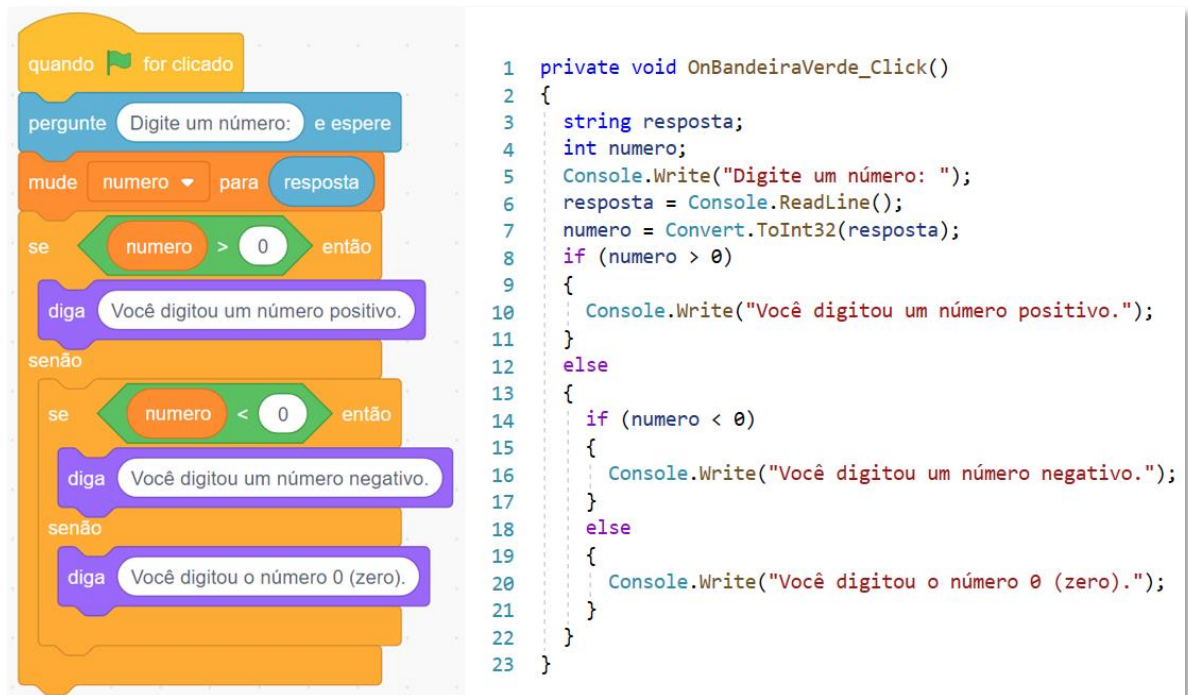 quando for clicado
pergunte Digite um número: e espere
mude numero para resposta
se numero > 0 então
diga Você digitou um número positivo.
senão
se numero < 0 então
diga Você digitou um número negativo.
senão
diga Você digitou o número 0 (zero).
1 private void OnBandeiraVerde_Click()
2 {
3 string resposta;
4 int numero;
5 Console.Write("Digite um número: ");
6 resposta = Console.ReadLine();
7 numero = Convert.ToInt32(resposta);
8 if (numero > 0)
9 {
10 Console.Write("Você digitou um número positivo.");
11 }
12 else
13 {
14 if (numero < 0)
15 {
16 Console.Write("Você digitou um número negativo.");
17 }
18 else
19 {
20 Console.Write("Você digitou o número 0 (zero).");
21 }
22 }
23 }